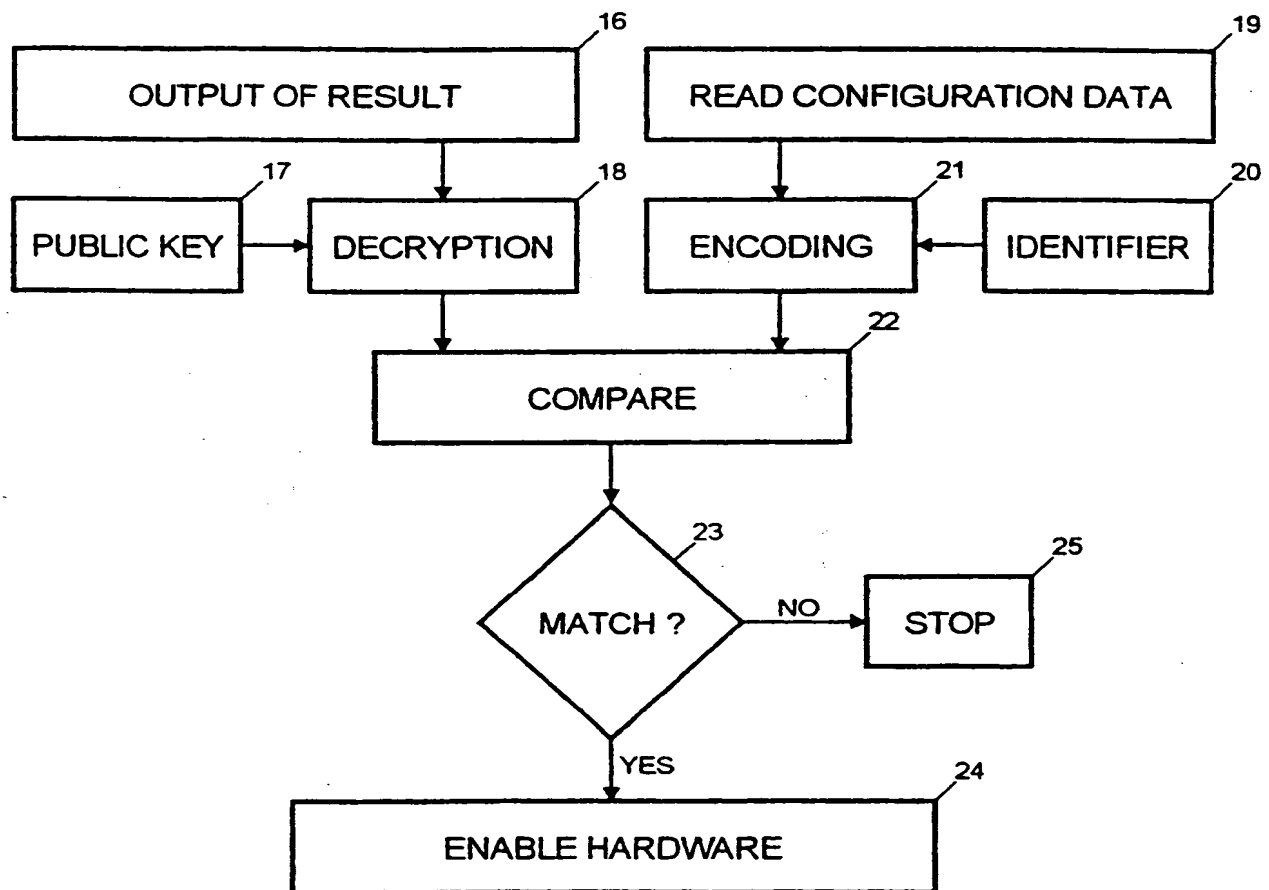 16
OUTPUT OF RESULT
19
READ CONFIGURATION DATA
17
PUBLIC KEY
18
DECRYPTION
21
ENCODING
20
IDENTIFIER
22
COMPARE
23
MATCH ?
NO
25
STOP
YES
24
ENABLE HARDWARE